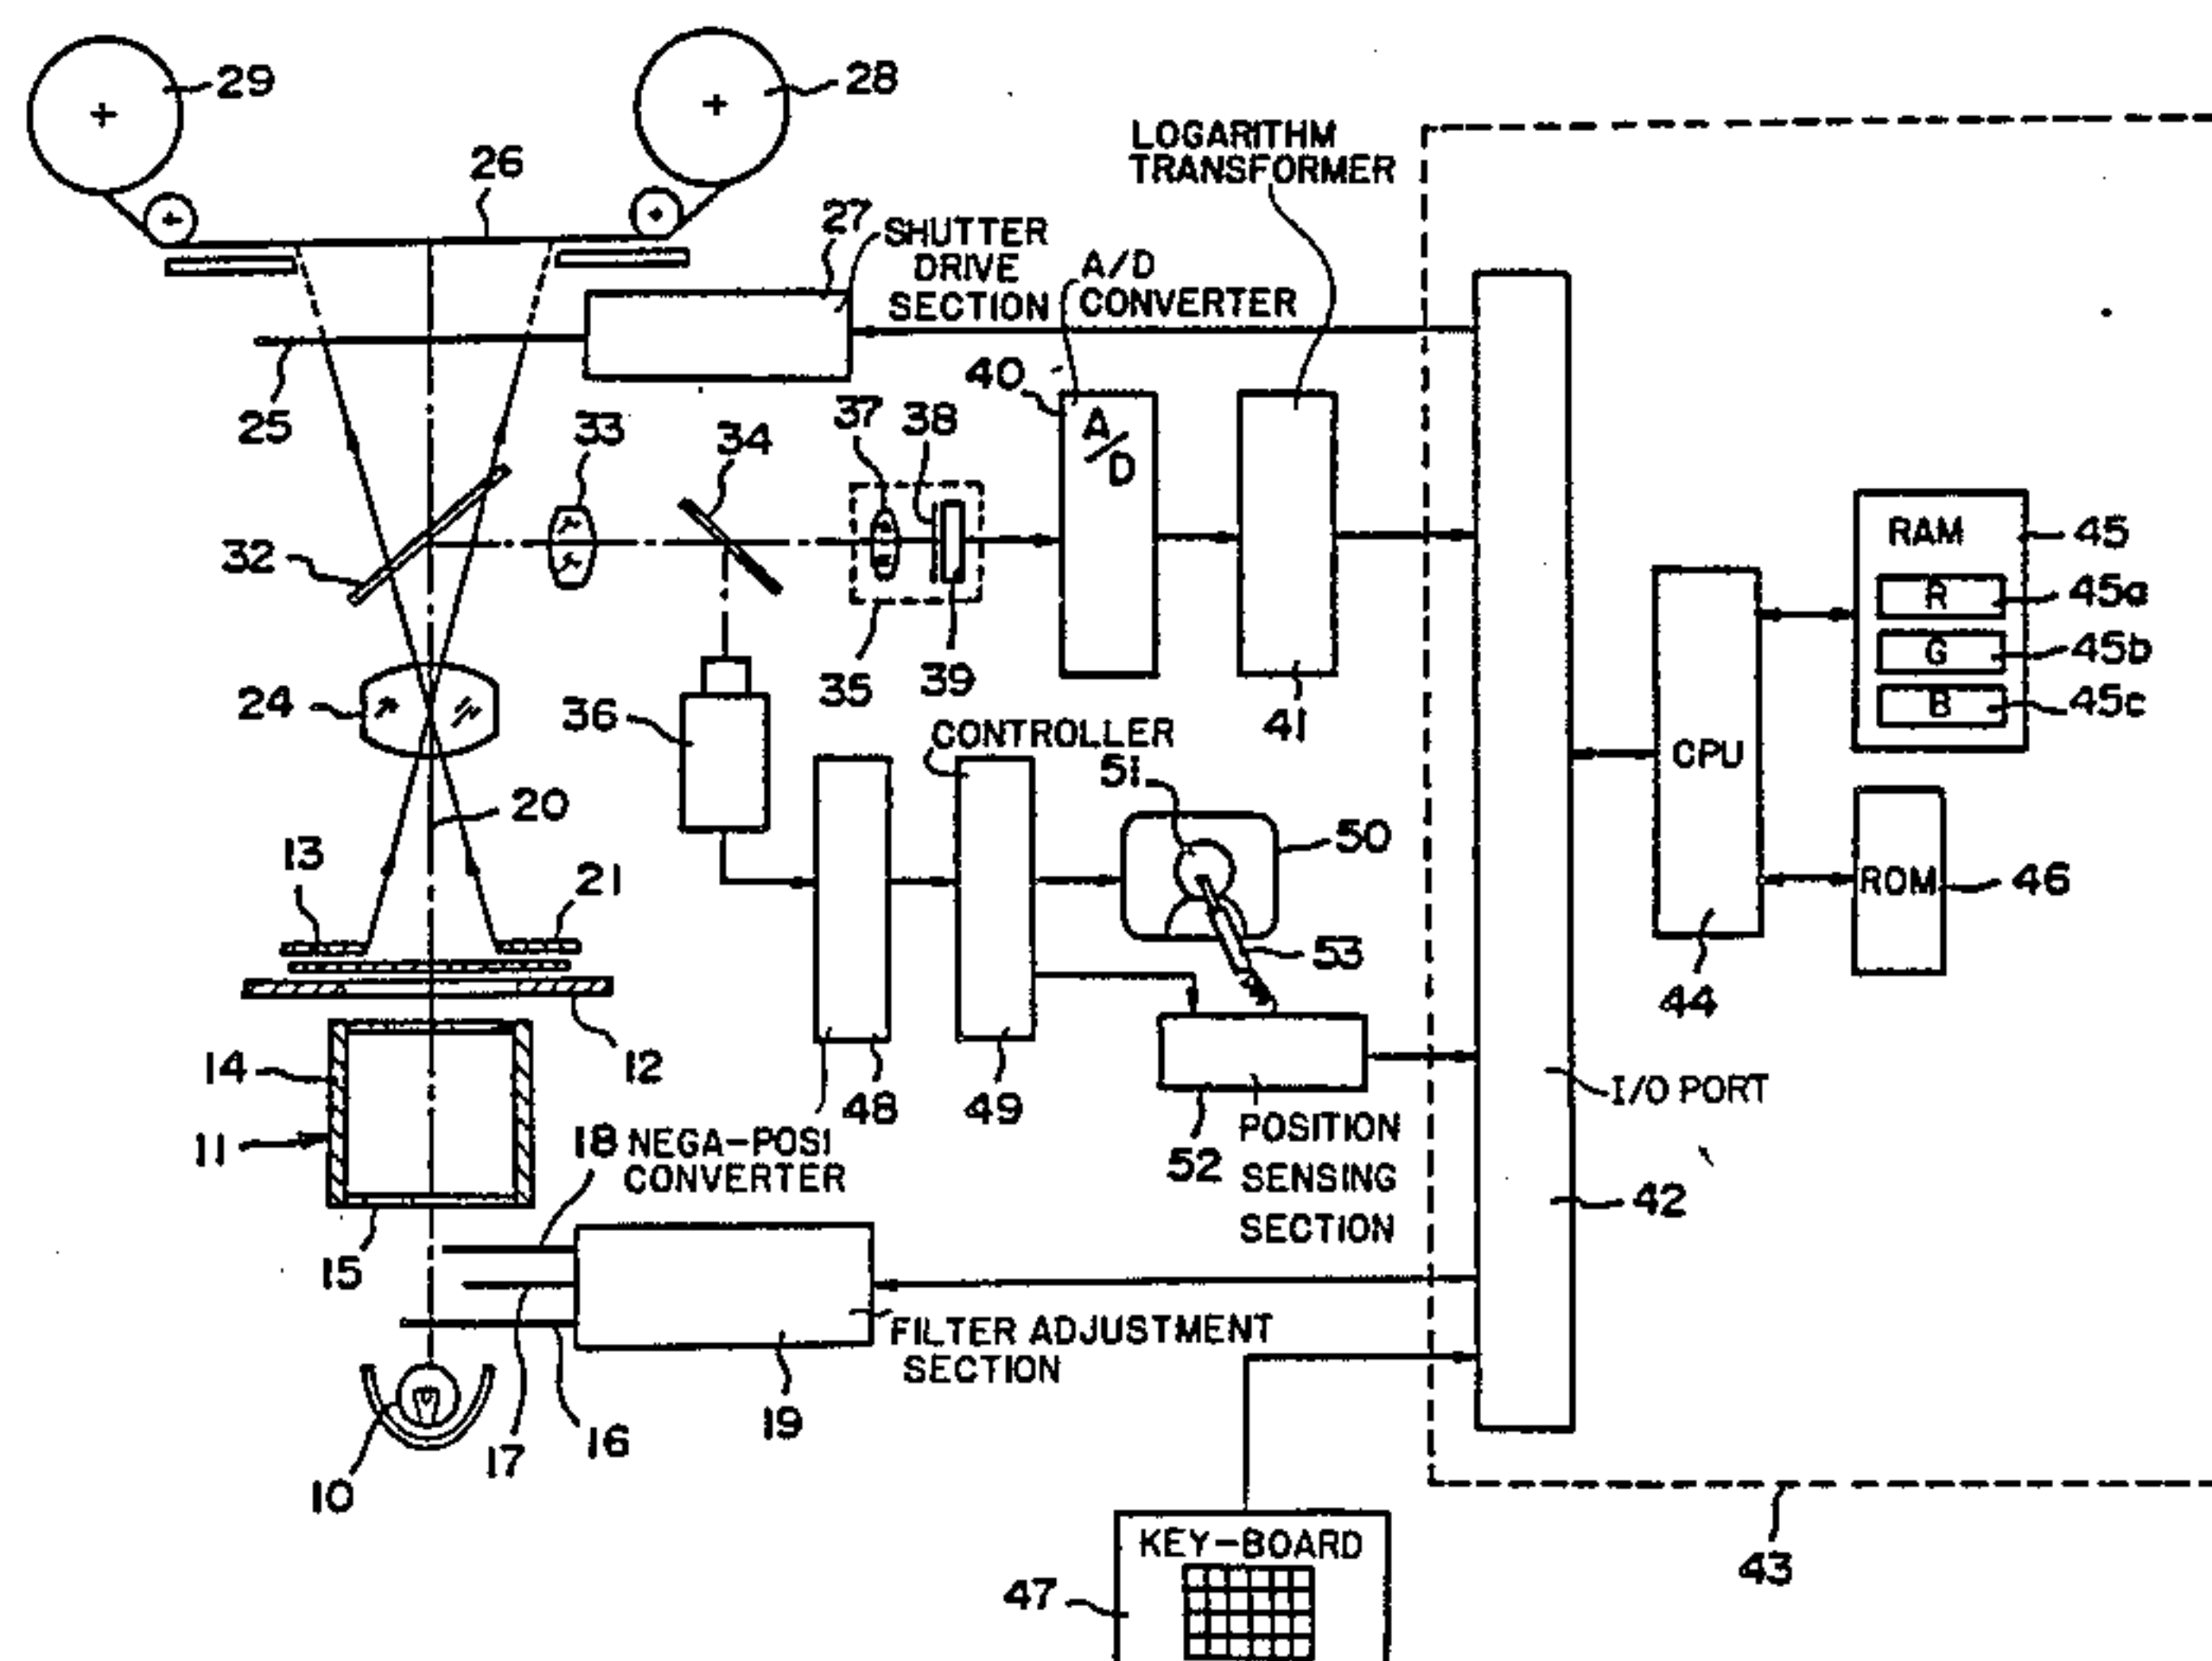 29
28
26
27
SHUTTER
DRIVE
SECTION
A/D
CONVERTER
LOGARITHM
TRANSFORMER
25
33
34
37
38
40
A/D
32
35
39
41
RAM
45
R
45a
G
45b
B
45c
24
36
CONTROLLER
51
50
CPU
20
13
21
53
ROM
46
44
12
14
11
48
49
52
POSITION
SENSING
SECTION
I/O PORT
42
18
NEGA-POSI
CONVERTER
15
FILTER ADJUSTMENT
SECTION
19
10
17
16
KEY-BOARD
47
43